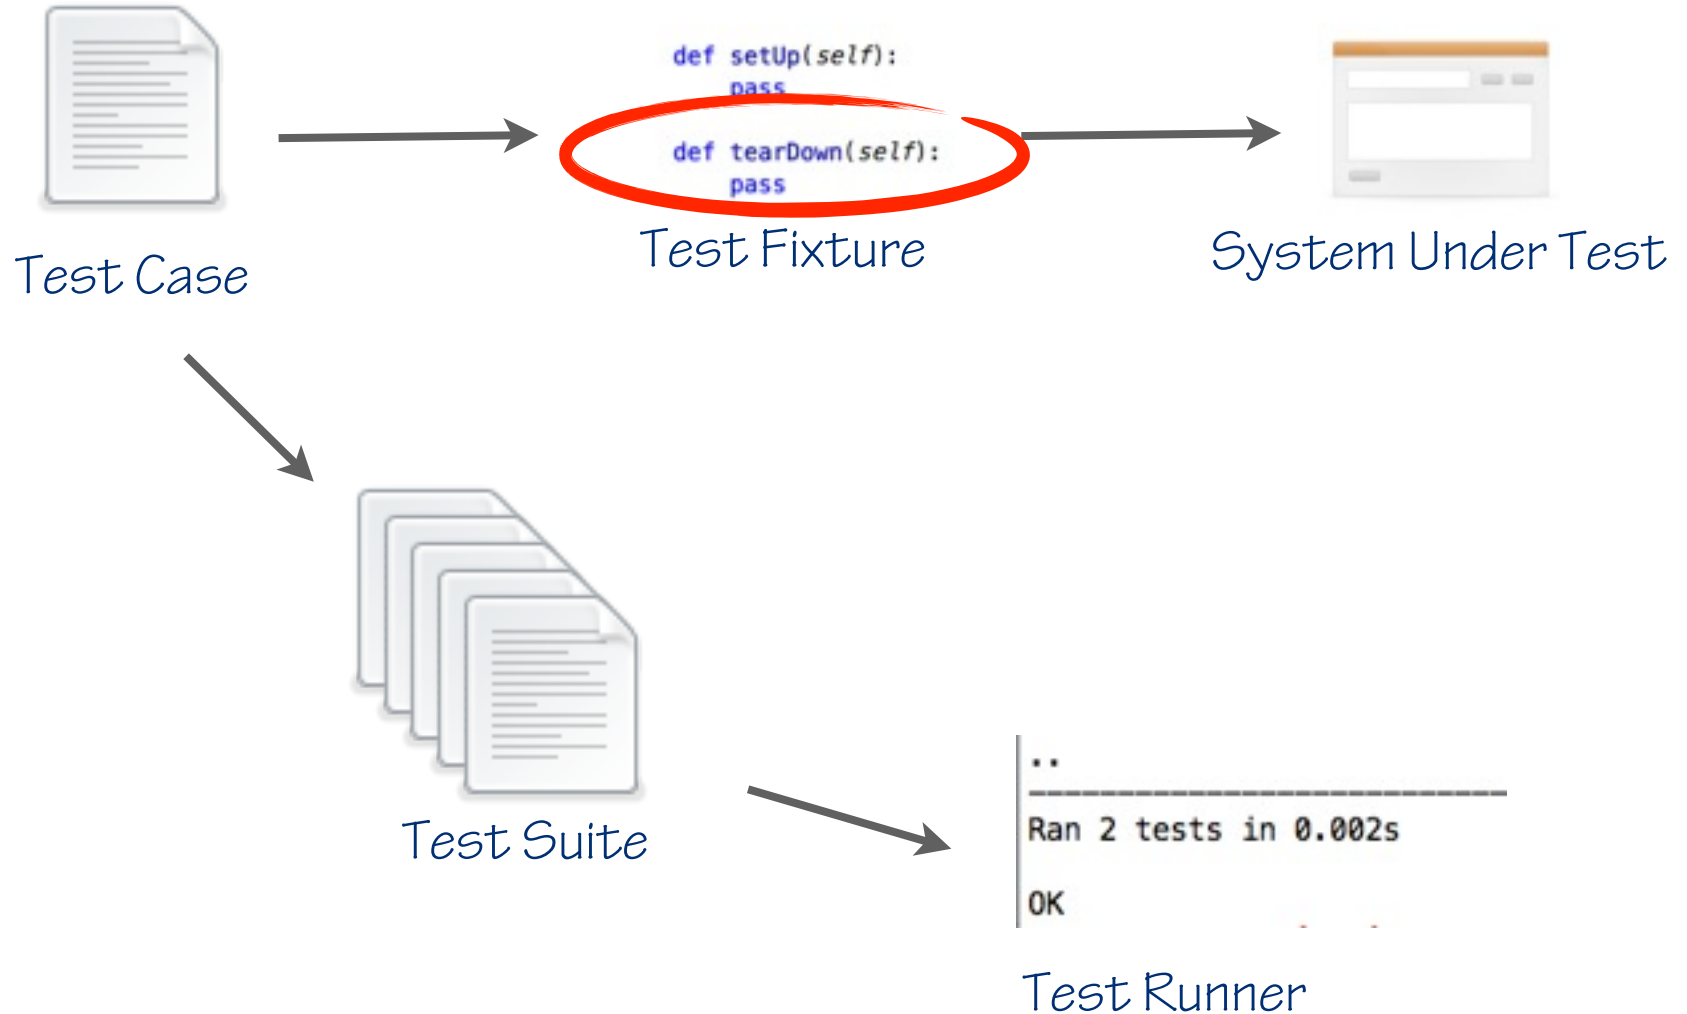 def setUp(self):
pass
def tearDown(self):
pass
Test Case
Test Fixture
System Under Test
Test Suite
..
----------------------------
Ran 2 tests in 0.002s
OK
Test Runner